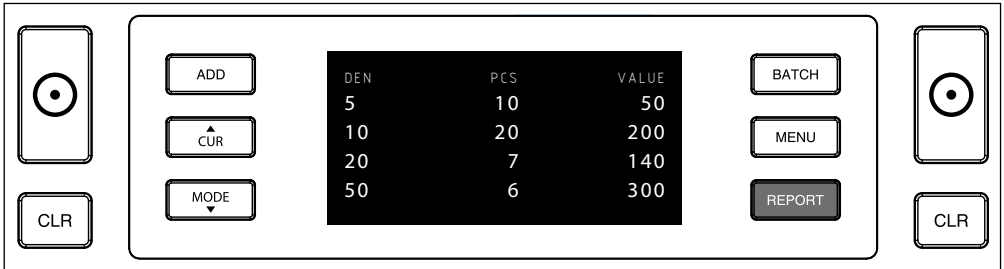 ADD
CUR
MODE
CLR
DEN PCS VALUE
5 10 50
10 20 200
20 7 140
50 6 300
BATCH
MENU
REPORT
CLR